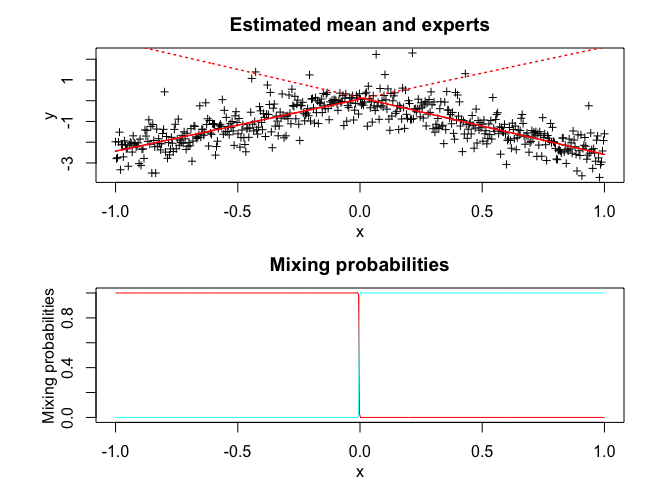 Estimated mean and experts
y
1
-1
-3
-1.0 -0.5 0.0 0.5 1.0
x
Mixing probabilities
Mixing probabilities
0.8
0.4
0.0
-1.0 -0.5 0.0 0.5 1.0
x